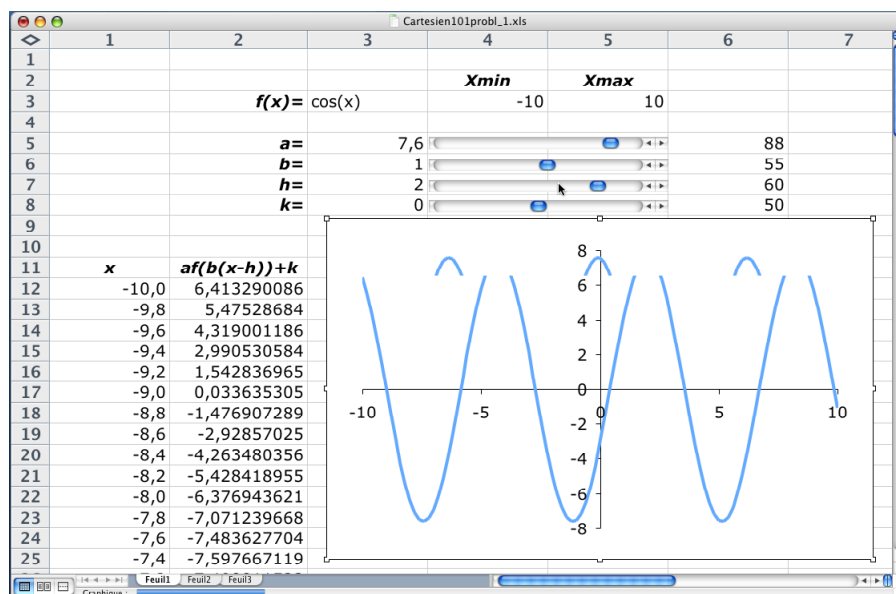 Cartesien101probl_1.xls
1 2 3 4 5 6 7
1
2 Xmin Xmax
3 f(x)= cos(x) -10 10
4
5 a= 7,6 88
6 b= 1 55
7 h= 2 60
8 k= 0 50
9
10
11 x af(b(x-h))+k
12 -10,0 6,413290086
13 -9,8 5,47528684
14 -9,6 4,319001186
15 -9,4 2,990530584
16 -9,2 1,542836965
17 -9,0 0,033635305
18 -8,8 -1,476907289
19 -8,6 -2,92857025
20 -8,4 -4,263480356
21 -8,2 -5,428418955
22 -8,0 -6,376943621
23 -7,8 -7,071239668
24 -7,6 -7,483627704
25 -7,4 -7,597667119
8
6
4
2
0
-10 -5 0 5 10
-2
-4
-6
-8
Feuil1 Feuil2 Feuil3
Graphique :